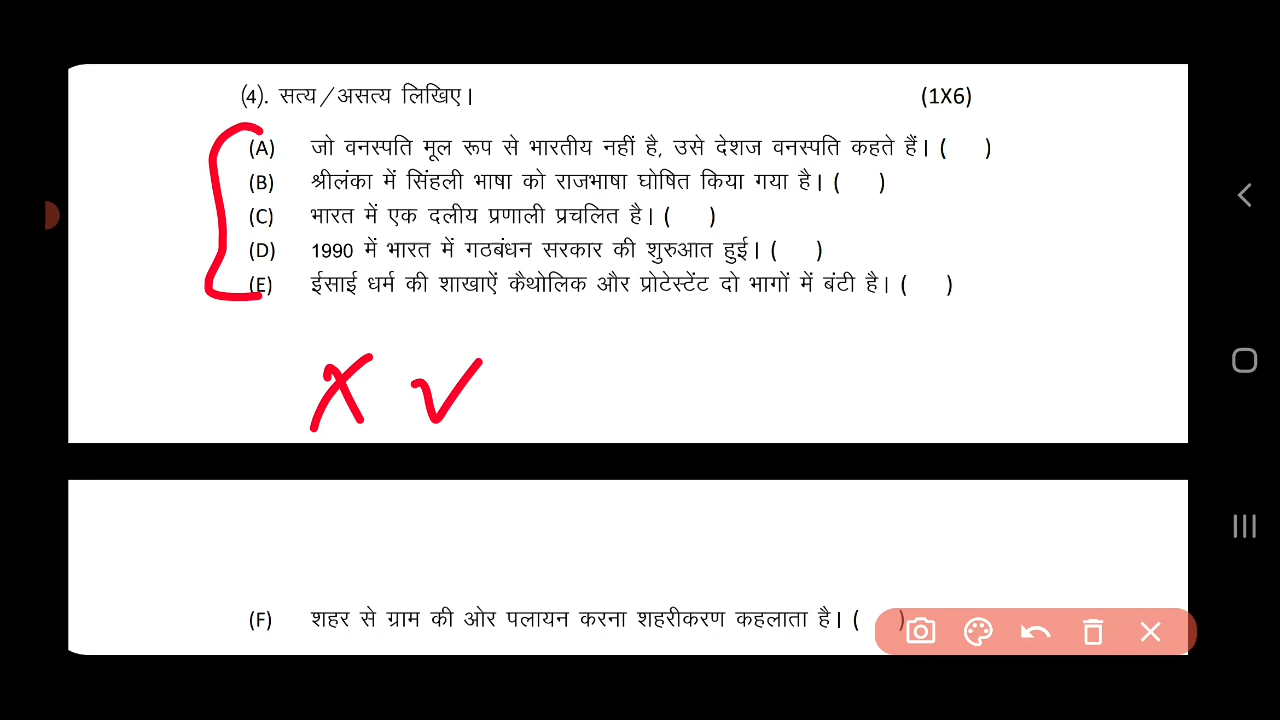 (4). सत्य/असत्य लिखिए। (1X6)
(A) जो वनस्पति मूल रूप से भारतीय नहीं है, उसे देशज वनस्पति कहते हैं। ( )
(B) श्रीलंका में सिंहली भाषा को राजभाषा घोषित किया गया है। ( )
(C) भारत में एक दलीय प्रणाली प्रचलित है। ( )
(D) 1990 में भारत में गठबंधन सरकार की शुरुआत हुई। ( )
(E) ईसाई धर्म की शाखाऐं कैथोलिक और प्रोटेस्टेंट दो भागों में बंटी है। ( )
(F) शहर से ग्राम की ओर पलायन करना शहरीकरण कहलाता है। ( )